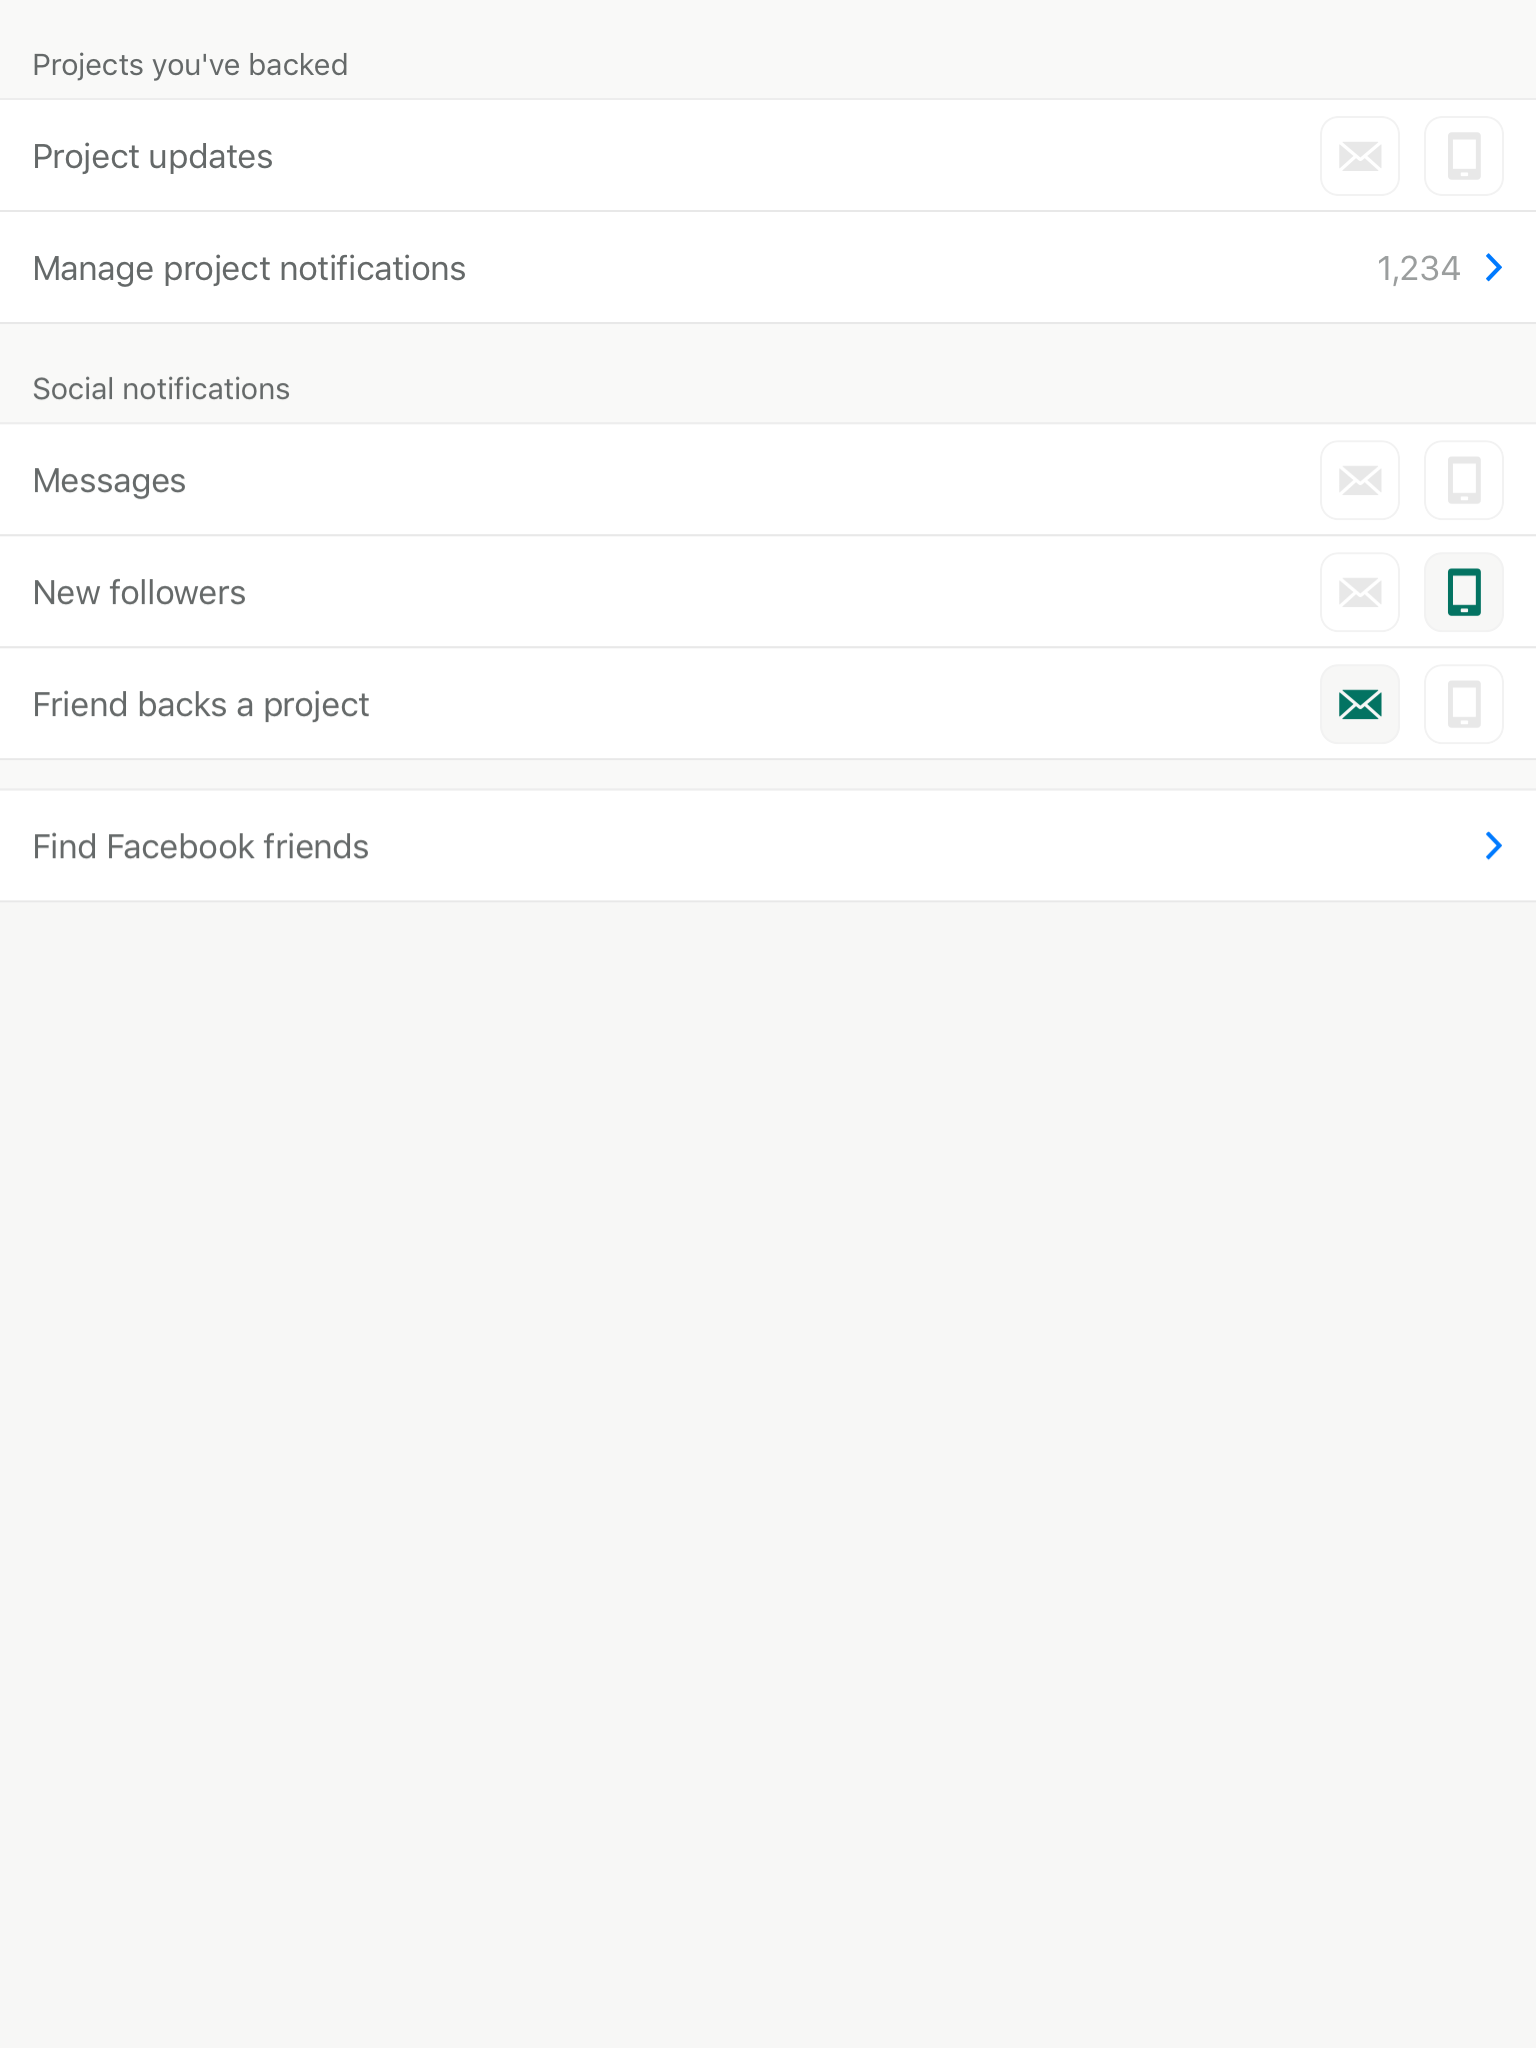 Projects you've backed
Project updates
Manage project notifications 1,234
Social notifications
Messages
New followers
Friend backs a project
Find Facebook friends